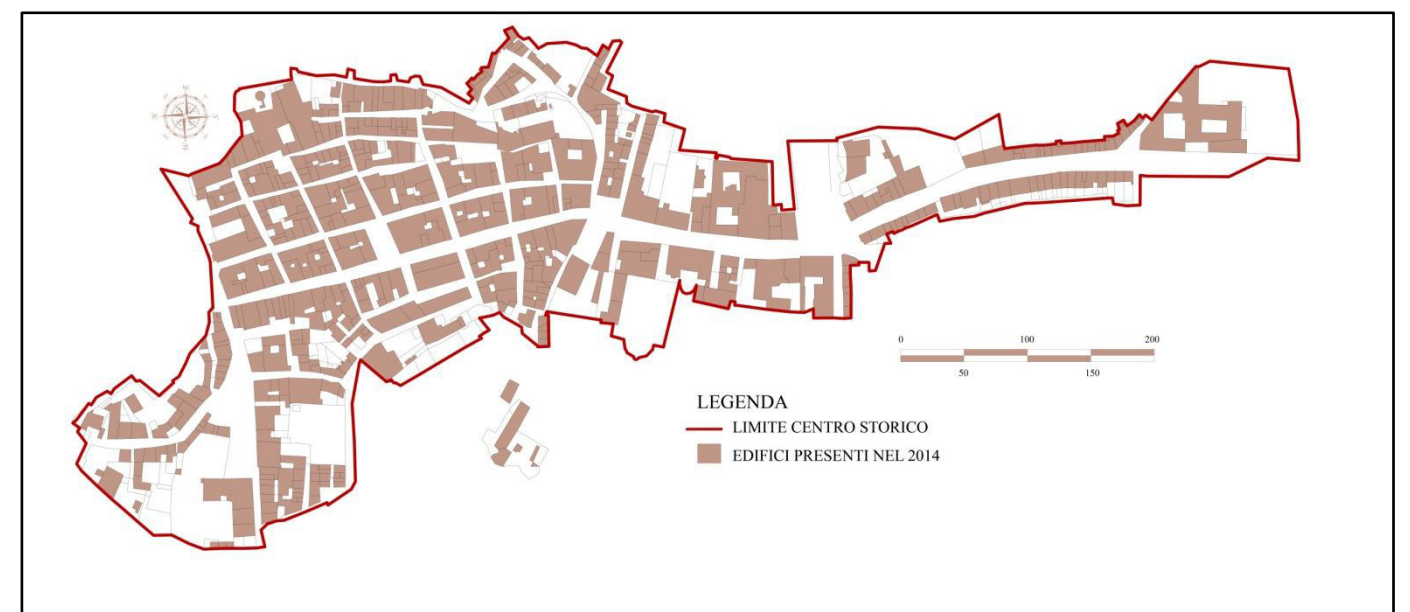 0 100 200
50 150
LEGENDA
LIMITE CENTRO STORICO
EDIFICI PRESENTI NEL 2014